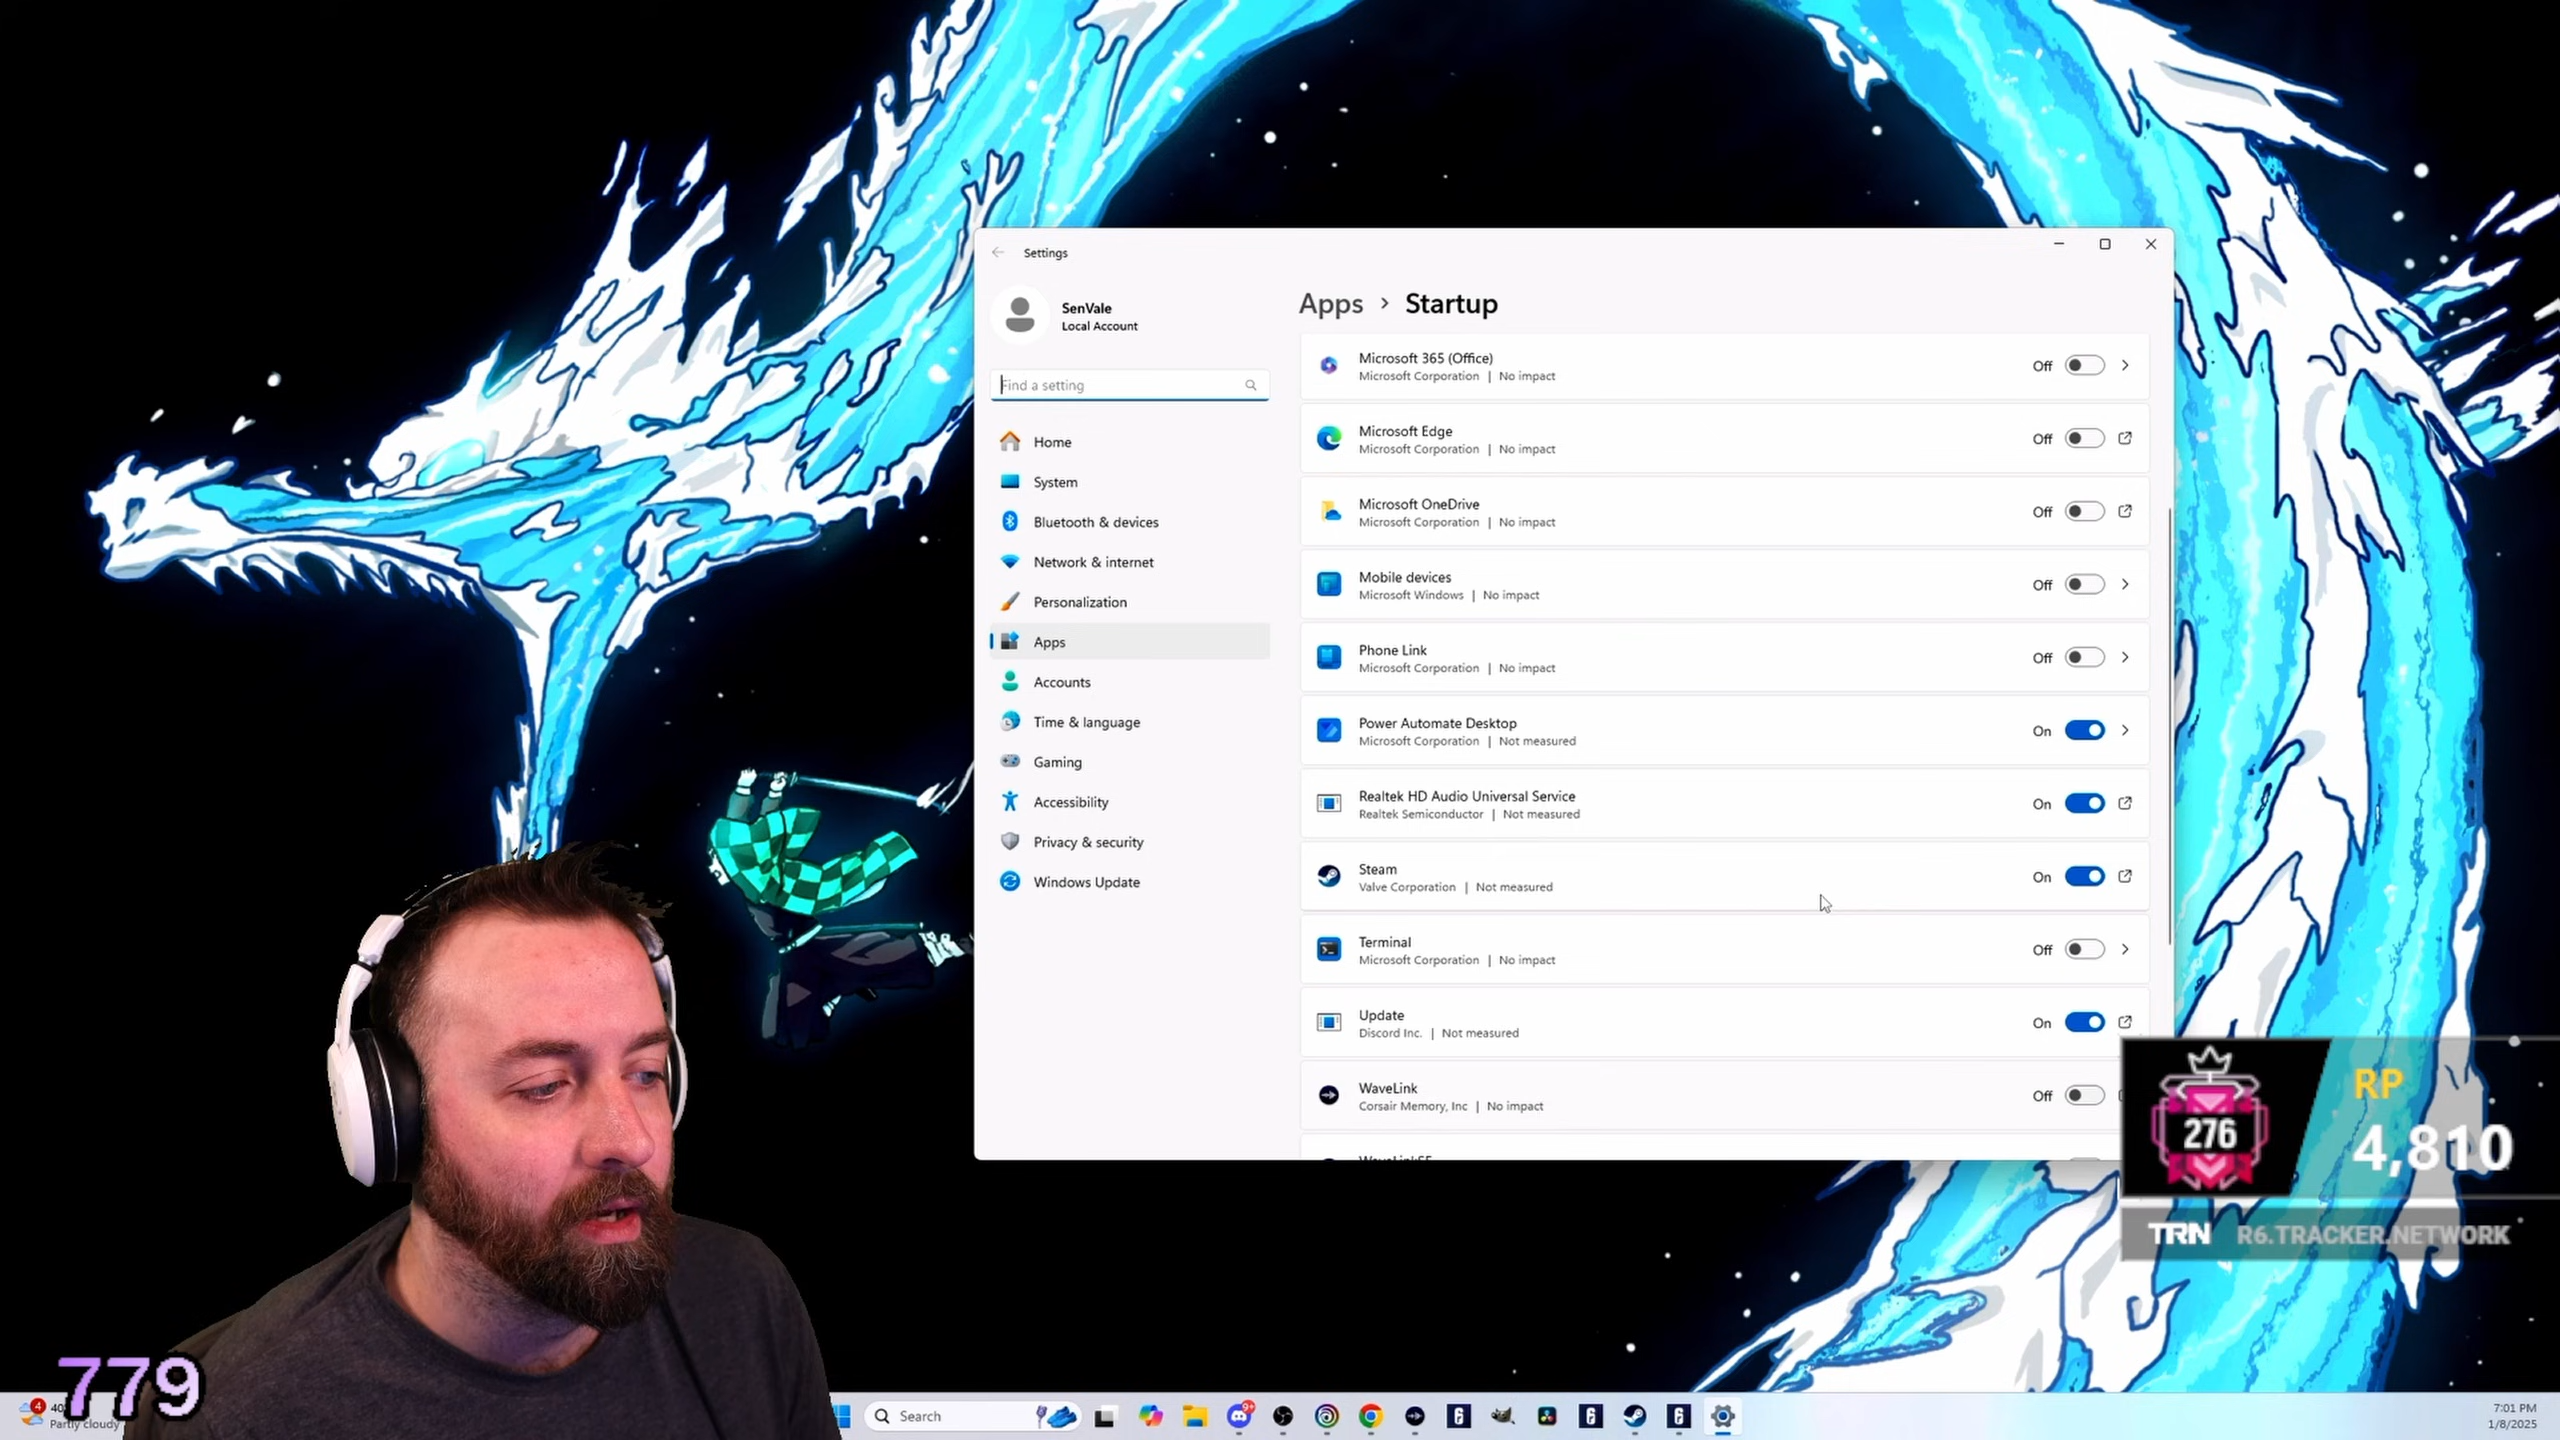 Settings
SenVale
Local Account
Find a setting
Home
System
Bluetooth & devices
Network & internet
Personalization
Apps
Accounts
Time & language
Gaming
Accessibility
Privacy & security
Windows Update
Apps > Startup
Microsoft 365 (Office)
Microsoft Corporation | No impact
Off
Microsoft Edge
Microsoft Corporation | No impact
Off
Microsoft OneDrive
Microsoft Corporation | No impact
Off
Mobile devices
Microsoft Windows | No impact
Off
Phone Link
Microsoft Corporation | No impact
Off
Power Automate Desktop
Microsoft Corporation | Not measured
On
Realtek HD Audio Universal Service
Realtek Semiconductor | Not measured
On
Steam
Valve Corporation | Not measured
On
Terminal
Microsoft Corporation | No impact
Off
Update
Discord Inc. | Not measured
On
WaveLink
Corsair Memory, Inc | No impact
Off
276
RP
4,810
TRN R6.TRACKER.NETWORK
779
4
Partly cloudy
Search
9+
7:01 PM
1/8/2025